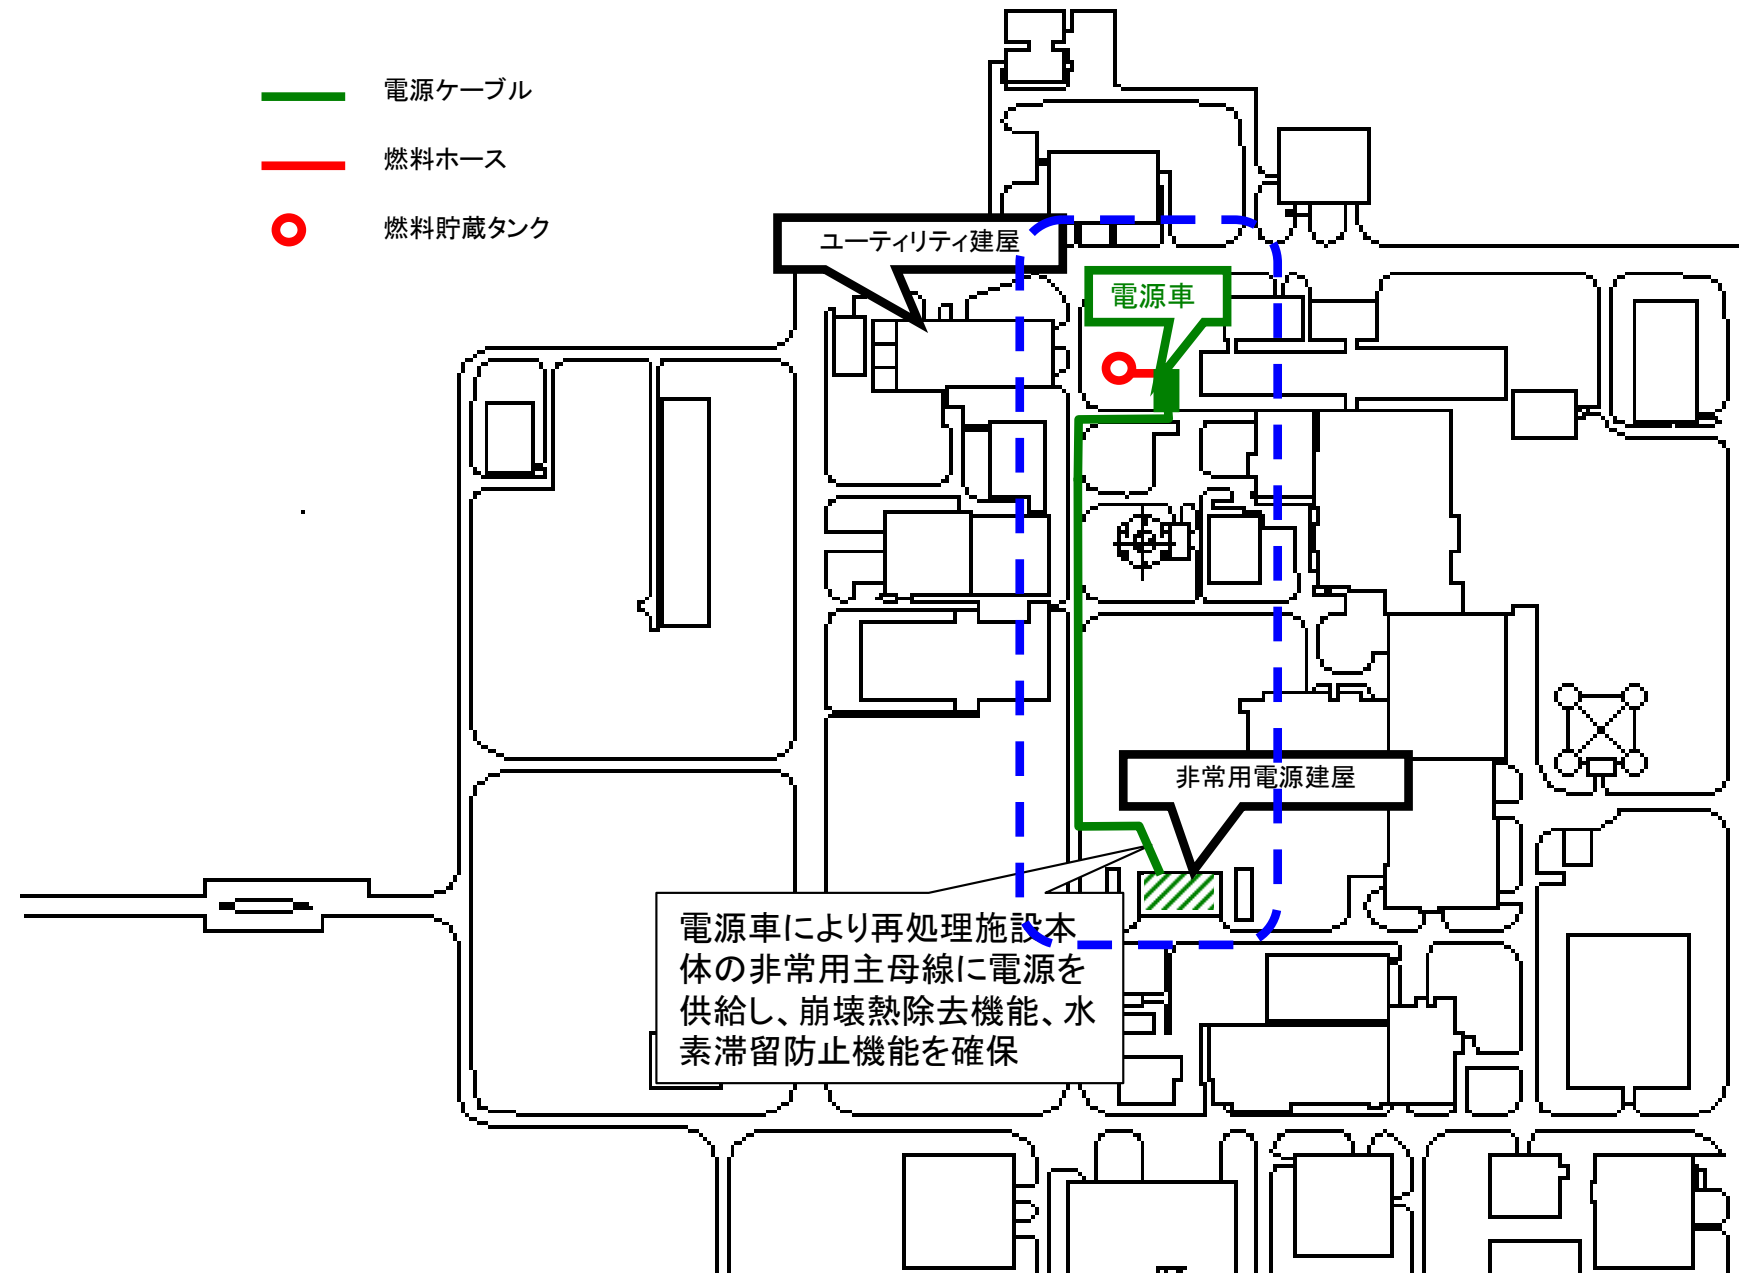 電源ケーブル
燃料ホース
燃料貯蔵タンク
ユーティリティ建屋
電源車
非常用電源建屋
電源車により再処理施設本
体の非常用主母線に電源を
供給し、崩壊熱除去機能、水
素滞留防止機能を確保